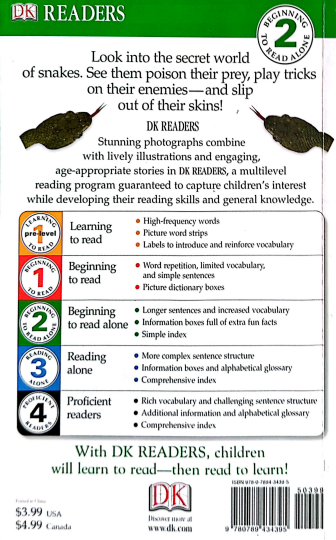 DK READERS
BEGINNING
2
TO READ ALONE
Look into the secret world
of snakes. See them poison their prey, play tricks
on their enemies—and slip
out of their skins!
DK READERS
Stunning photographs combine
with lively illustrations and engaging,
age-appropriate stories in DK READERS, a multilevel
reading program guaranteed to capture children's interest
while developing their reading skills and general knowledge.
LEARNING
pre-level
1
TO READ
Learning
to read
• High-frequency words
• Picture word strips
• Labels to introduce and reinforce vocabulary
BEGINNING
1
TO READ
Beginning
to read
• Word repetition, limited vocabulary,
and simple sentences
• Picture dictionary boxes
BEGINNING
2
TO READ ALONE
Beginning
to read alone
• Longer sentences and increased vocabulary
• Information boxes full of extra fun facts
• Simple index
READING
3
ALONE
Reading
alone
• More complex sentence structure
• Information boxes and alphabetical glossary
• Comprehensive index
PROFICIENT
4
READERS
Proficient
readers
• Rich vocabulary and challenging sentence structure
• Additional information and alphabetical glossary
• Comprehensive index
With DK READERS, children
will learn to read—then read to learn!
$3.99 USA
$4.99 Canada
DK
Discover more at
www.dk.com
ISBN 978-0-7894-3439-5
50399
9 780789 434395